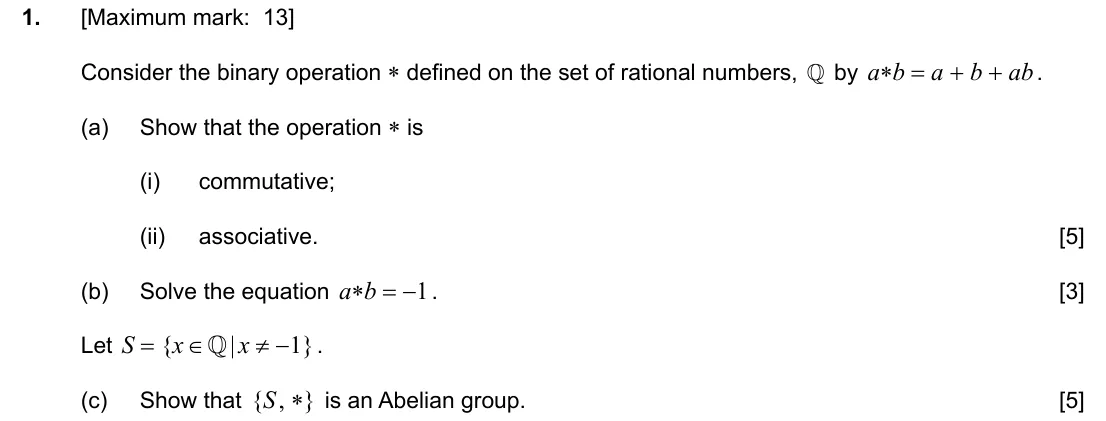 1. [Maximum mark: 13]
Consider the binary operation ∗ defined on the set of rational numbers, ℚ by a∗b = a + b + ab.
(a) Show that the operation ∗ is
(i) commutative;
(ii) associative. [5]
(b) Solve the equation a∗b = −1. [3]
Let S = {x ∈ ℚ | x ≠ −1}.
(c) Show that {S, ∗} is an Abelian group. [5]